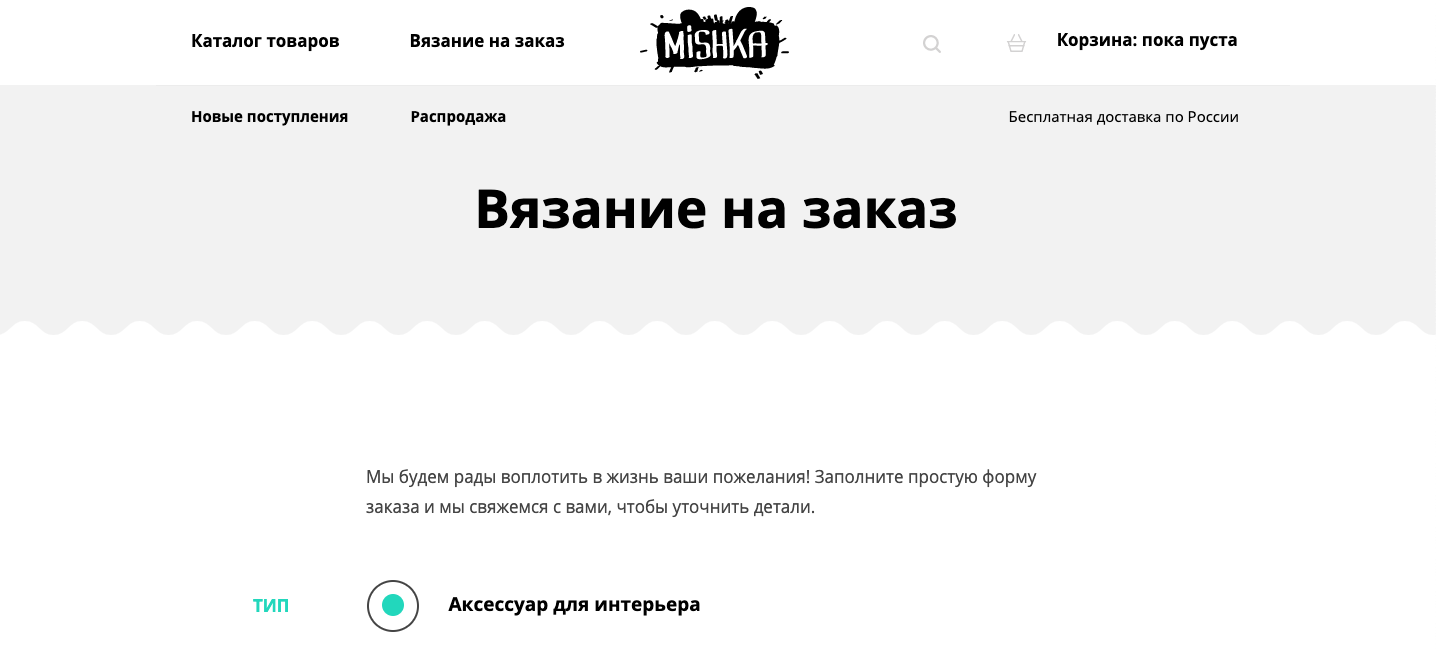 Каталог товаров
Вязание на заказ
MiSHKA
Корзина: пока пуста
Новые поступления
Распродажа
Бесплатная доставка по России
Вязание на заказ
Мы будем рады воплотить в жизнь ваши пожелания! Заполните простую форму
заказа и мы свяжемся с вами, чтобы уточнить детали.
ТИП
Аксессуар для интерьера